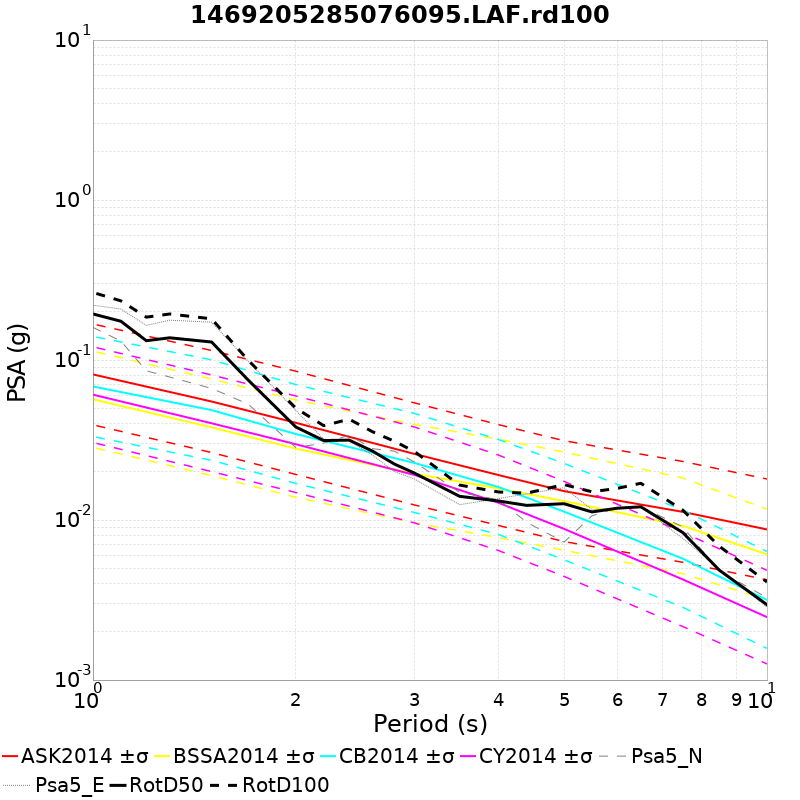 1469205285076095.LAF.rd100
10^1
10^0
10^-1
10^-2
10^-3
PSA (g)
10^0 2 3 4 5 6 7 8 9 10^1
Period (s)
ASK2014 ±σ BSSA2014 ±σ CB2014 ±σ CY2014 ±σ Psa5_N
Psa5_E RotD50 RotD100